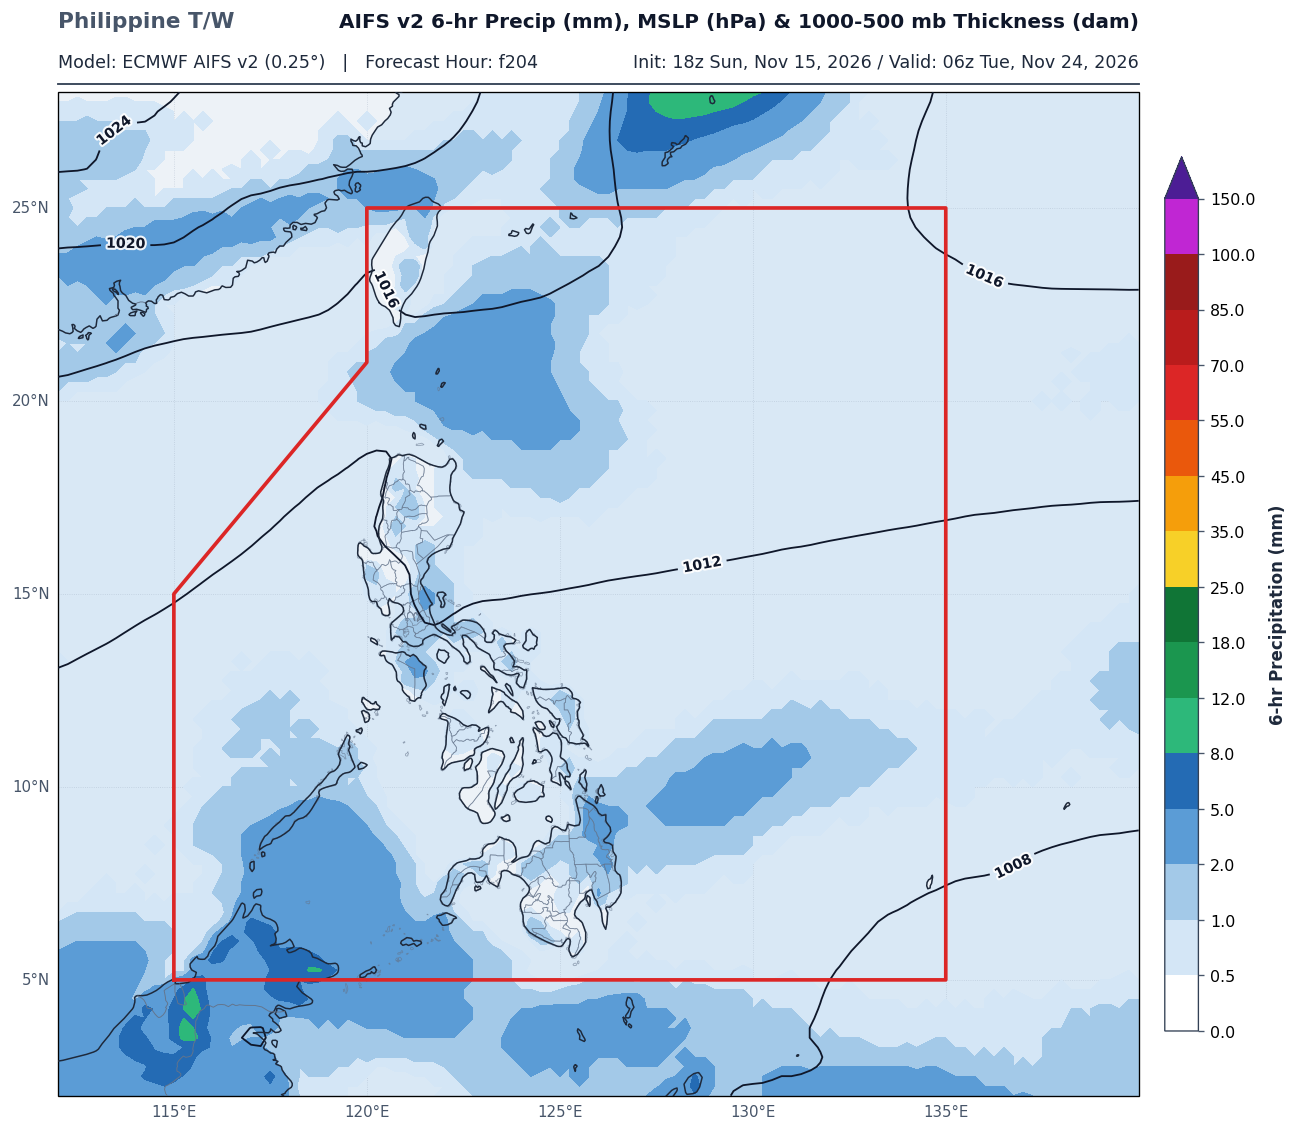 Philippine T/W
AIFS v2 6-hr Precip (mm), MSLP (hPa) & 1000-500 mb Thickness (dam)
Model: ECMWF AIFS v2 (0.25°) | Forecast Hour: f204
Init: 18z Sun, Nov 15, 2026 / Valid: 06z Tue, Nov 24, 2026
1024
1020
1016
1016
1012
1008
25°N
20°N
15°N
10°N
5°N
115°E
120°E
125°E
130°E
135°E
150.0
100.0
85.0
70.0
55.0
45.0
35.0
25.0
18.0
12.0
8.0
5.0
2.0
1.0
0.5
0.0
6-hr Precipitation (mm)